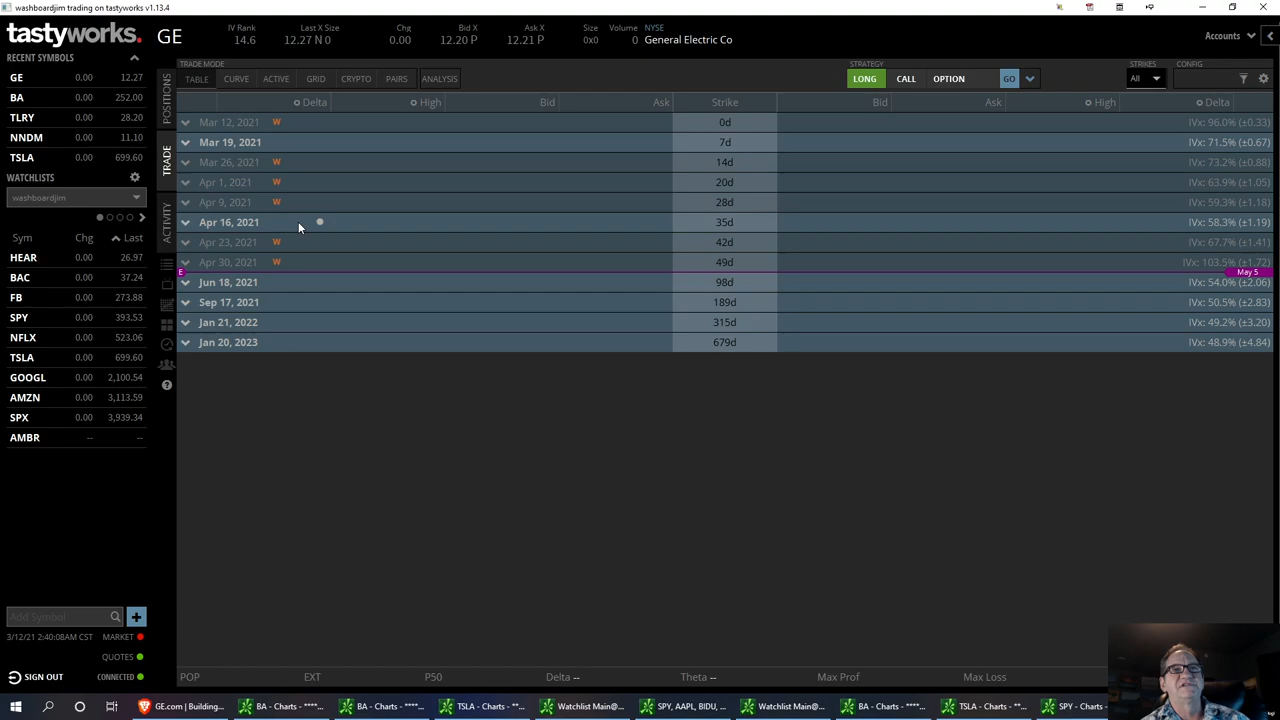 washboardjim trading on tastyworks v1.13.4
tastyworks.
GE
IV Rank
14.6
Last X Size
12.27 N 0
Chg
0.00
Bid X
12.20 P
Ask X
12.21 P
Size
0x0
Volume
0
NYSE
General Electric Co
Accounts
RECENT SYMBOLS
GE 0.00 12.27
BA 0.00 252.00
TLRY 0.00 28.20
NNDM 0.00 11.10
TSLA 0.00 699.60
WATCHLISTS
washboardjim
Sym Chg Last
HEAR 0.00 26.97
BAC 0.00 37.24
FB 0.00 273.88
SPY 0.00 393.53
NFLX 0.00 523.06
TSLA 0.00 699.60
GOOGL 0.00 2,100.54
AMZN 0.00 3,113.59
SPX 0.00 3,939.34
AMBR -- --
Add Symbol
3/12/21 2:40:08AM CST MARKET
QUOTES
SIGN OUT CONNECTED
POSITIONS
TRADE
ACTIVITY
TRADE MODE
TABLE CURVE ACTIVE GRID CRYPTO PAIRS ANALYSIS
STRATEGY
LONG CALL OPTION GO
STRIKES
All
CONFIG
Delta High Bid Ask Strike Bid Ask High Delta
Mar 12, 2021 W 0d IVx: 96.0% (±0.33)
Mar 19, 2021 7d IVx: 71.5% (±0.67)
Mar 26, 2021 W 14d IVx: 73.2% (±0.88)
Apr 1, 2021 W 20d IVx: 63.9% (±1.05)
Apr 9, 2021 W 28d IVx: 59.3% (±1.18)
Apr 16, 2021 35d IVx: 58.3% (±1.19)
Apr 23, 2021 W 42d IVx: 67.7% (±1.41)
Apr 30, 2021 W 49d IVx: 103.5% (±1.72)
E May 5
Jun 18, 2021 98d IVx: 54.0% (±2.06)
Sep 17, 2021 189d IVx: 50.5% (±2.83)
Jan 21, 2022 315d IVx: 49.2% (±3.20)
Jan 20, 2023 679d IVx: 48.9% (±4.84)
POP EXT P50 Delta -- Theta -- Max Prof Max Loss
GE.com | Building... BA - Charts - **** BA - Charts - ****... TSLA - Charts - **... Watchlist Main@... SPY, AAPL, BIDU, ... Watchlist Main@... BA - Charts - ****... TSLA - Charts - **... SPY - Charts - ****